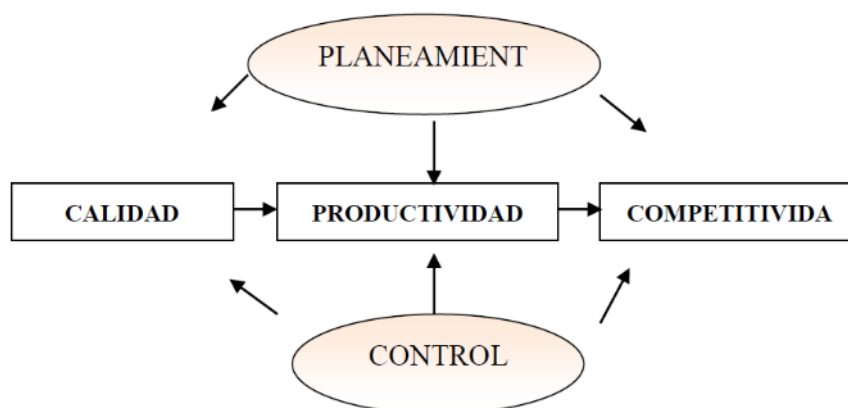 PLANEAMIENT
CALIDAD
PRODUCTIVIDAD
COMPETITIVIDA
CONTROL